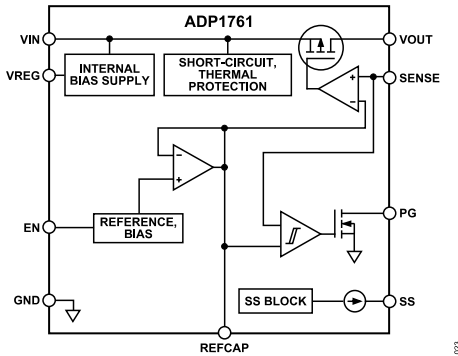 ADP1761
VIN
VOUT
VREG
INTERNAL
BIAS SUPPLY
SHORT-CIRCUIT,
THERMAL
PROTECTION
SENSE
+
−
−
+
EN
REFERENCE,
BIAS
PG
GND
SS BLOCK
SS
REFCAP
023